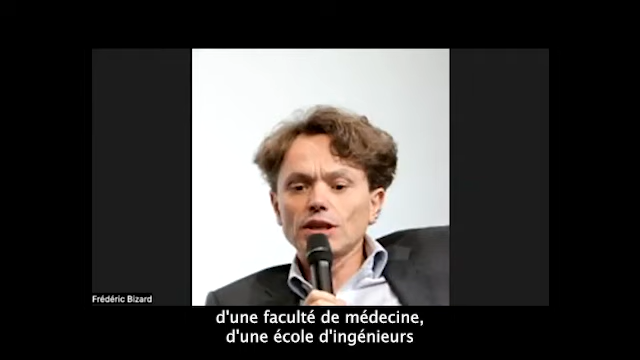 Frédéric Bizard
d'une faculté de médecine,
d'une école d'ingénieurs